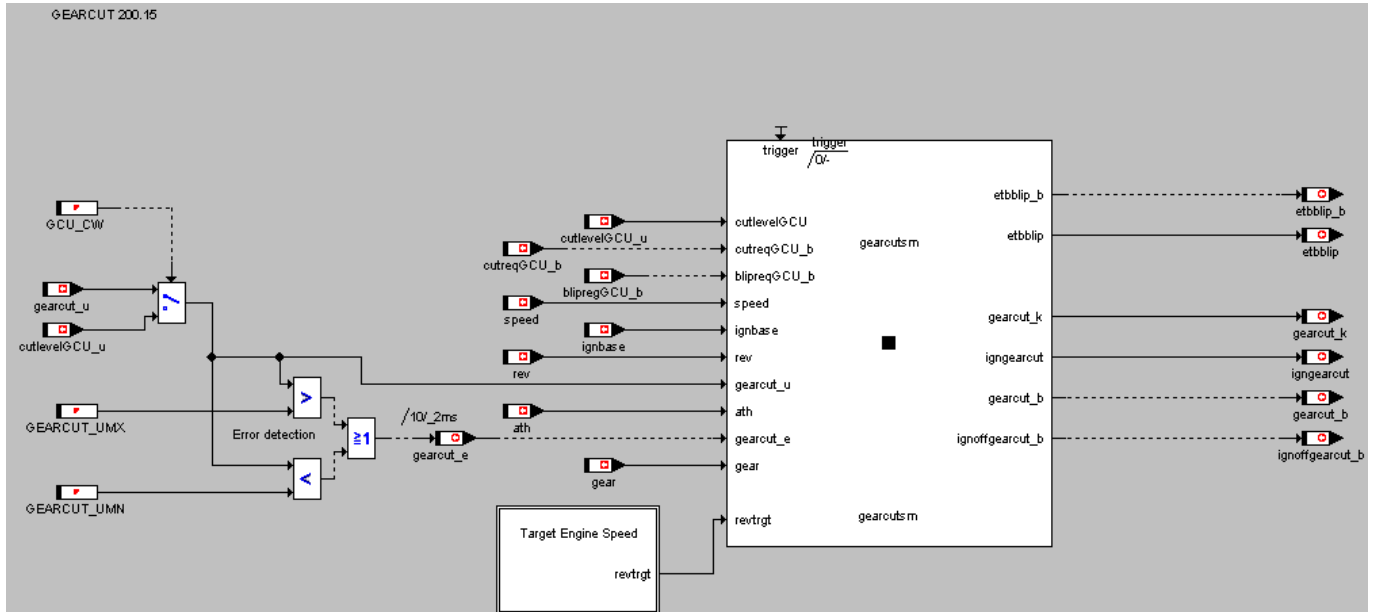 GEARCUT 200.15
GCU_CW
gearcut_u
cutlevelGCU_u
GEARCUT_UMX
Error detection
GEARCUT_UMN
>
<
≥1
/10/_2ms
gearcut_e
cutlevelGCU_u
cutreqGCU_b
blipregGCU_b
speed
ignbase
rev
ath
gear
Target Engine Speed
revtrgt
trigger
trigger
/0/-
cutlevelGCU
cutreqGCU_b
blipreqGCU_b
speed
ignbase
rev
gearcut_u
ath
gearcut_e
gear
revtrgt
gearcutsm
gearcutsm
etbblip_b
etbblip
gearcut_k
igngearcut
gearcut_b
ignoffgearcut_b
etbblip_b
etbblip
gearcut_k
igngearcut
gearcut_b
ignoffgearcut_b